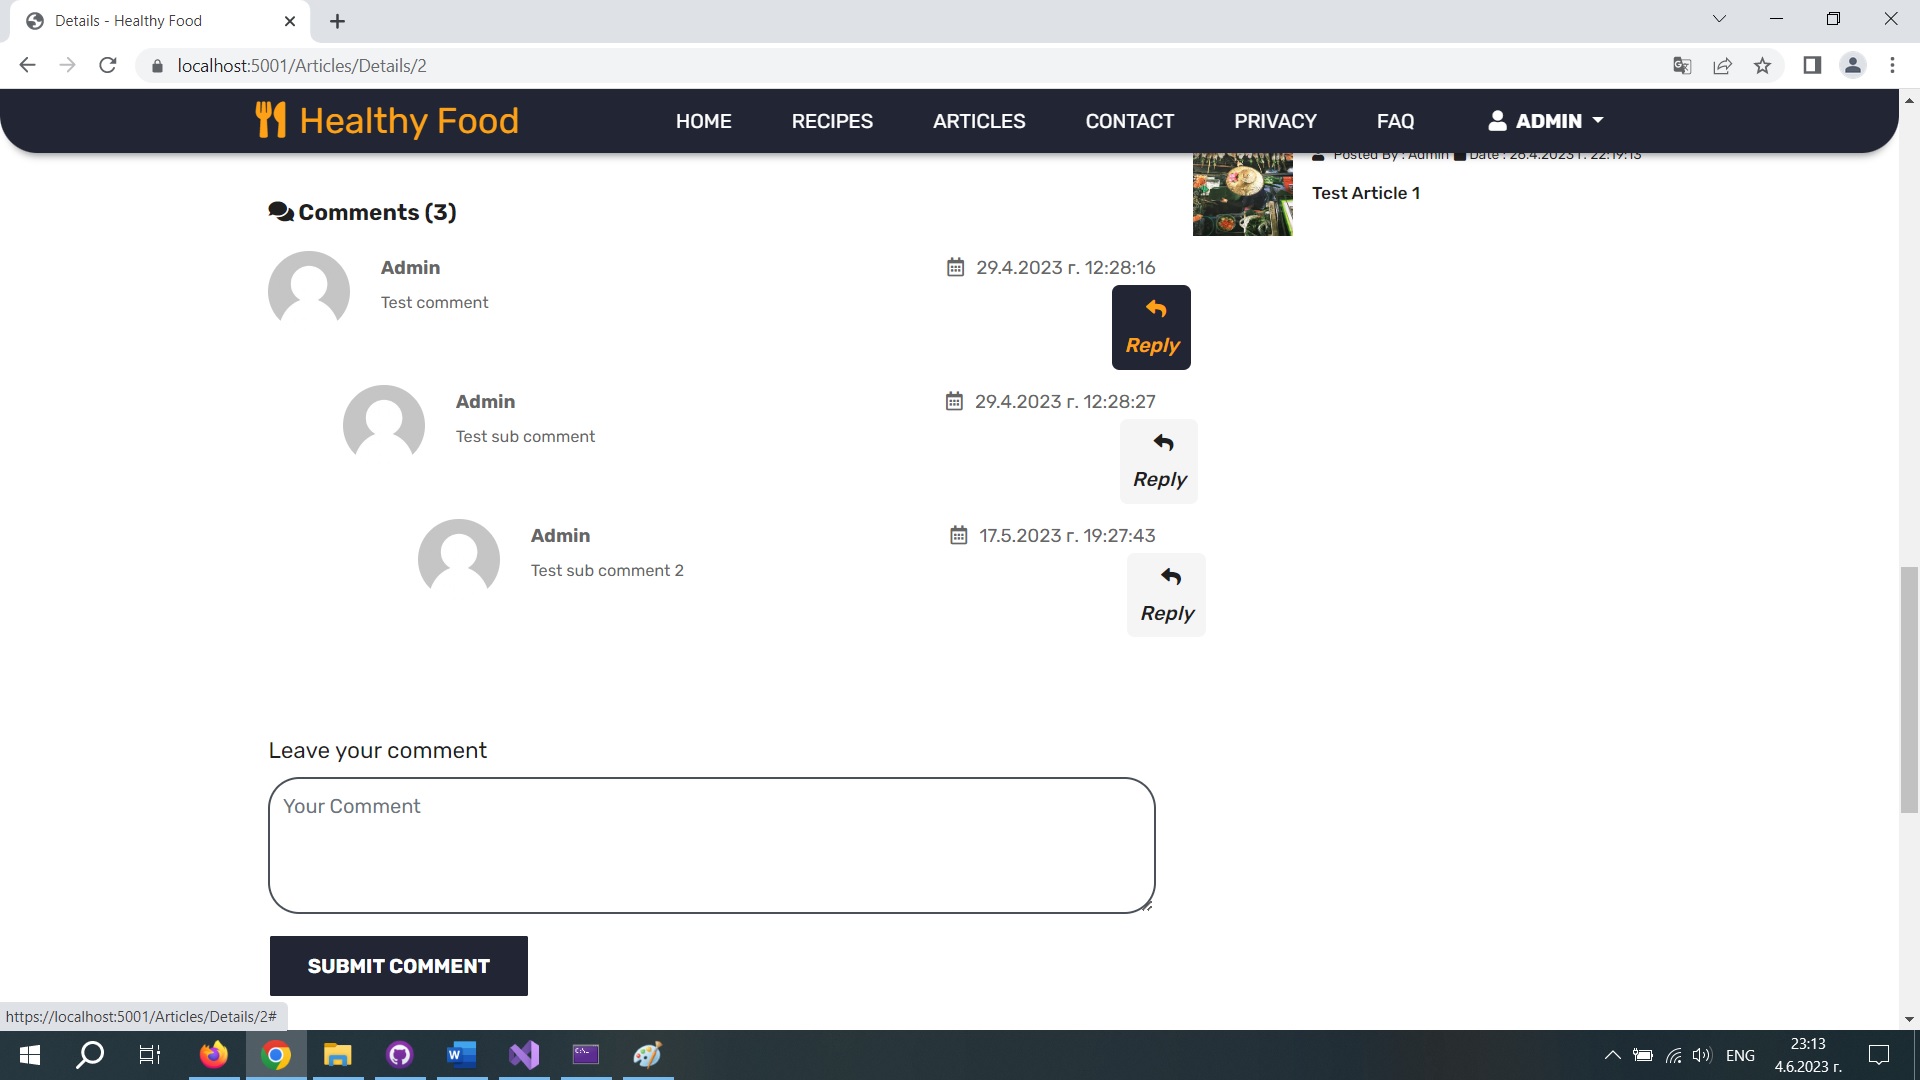 Details - Healthy Food
localhost:5001/Articles/Details/2
Healthy Food
HOME RECIPES ARTICLES CONTACT PRIVACY FAQ ADMIN
Posted By : Admin Date : 28.4.2023 г. 22:19:13
Test Article 1
Comments (3)
Admin 29.4.2023 г. 12:28:16
Test comment
Reply
Admin 29.4.2023 г. 12:28:27
Test sub comment
Reply
Admin 17.5.2023 г. 19:27:43
Test sub comment 2
Reply
Leave your comment
Your Comment
SUBMIT COMMENT
https://localhost:5001/Articles/Details/2#
ENG
23:13
4.6.2023 г.